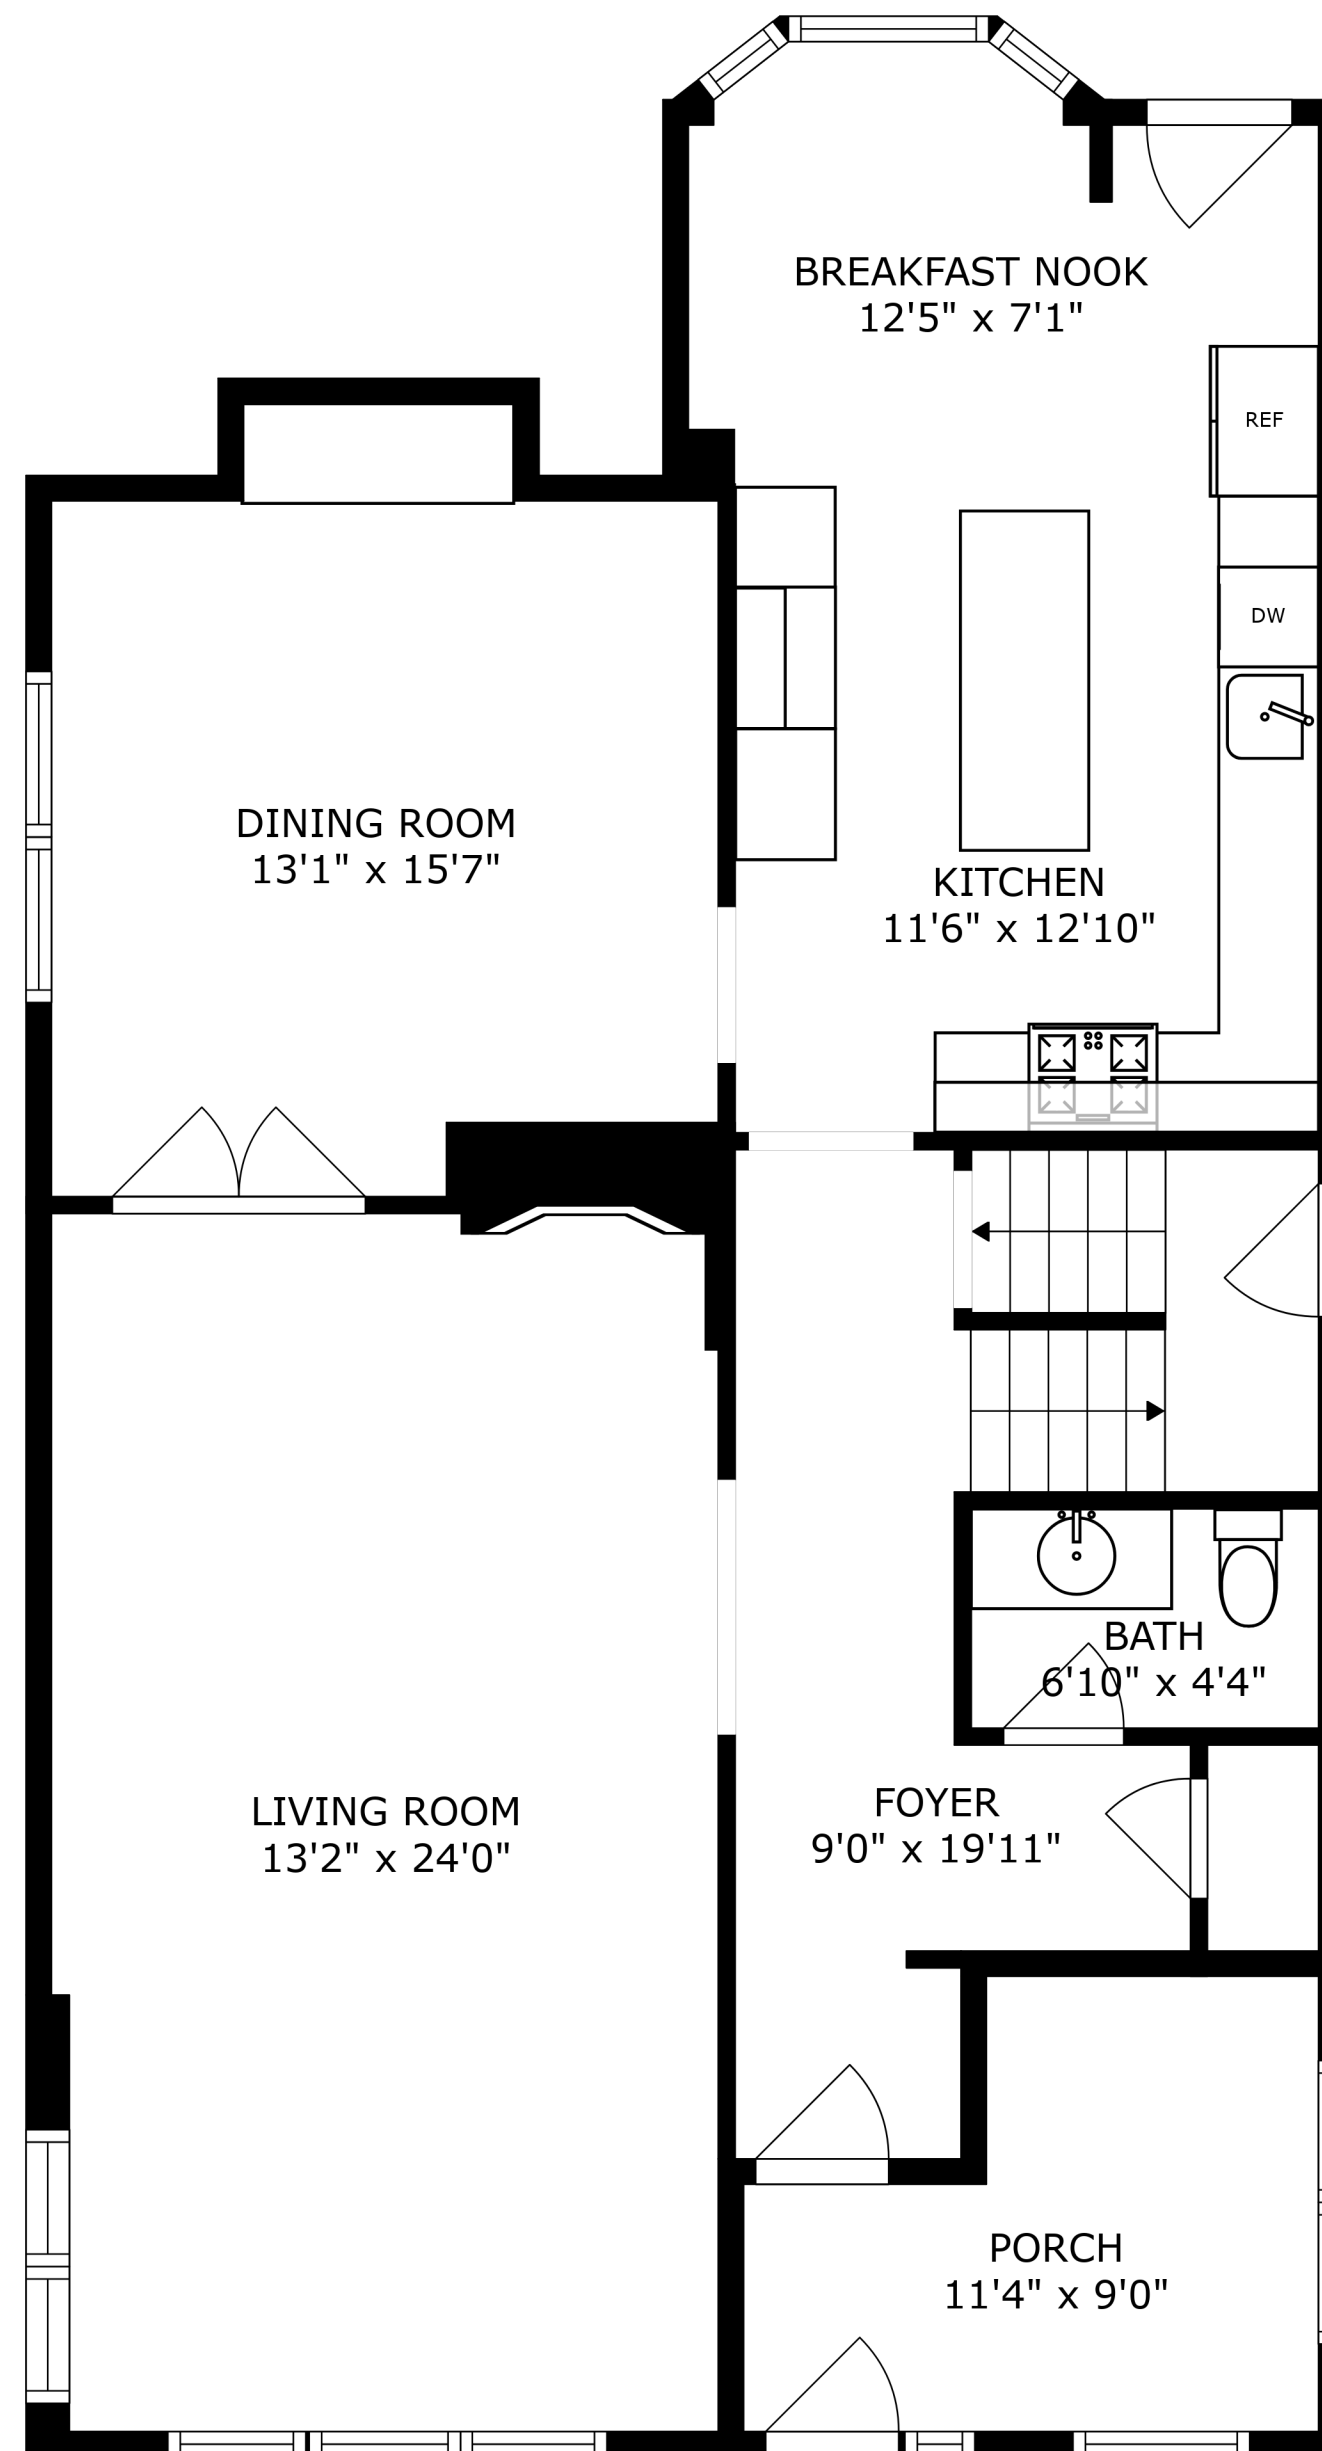 BREAKFAST NOOK
12'5" x 7'1"
REF
DW
DINING ROOM
13'1" x 15'7"
KITCHEN
11'6" x 12'10"
BATH
6'10" x 4'4"
LIVING ROOM
13'2" x 24'0"
FOYER
9'0" x 19'11"
PORCH
11'4" x 9'0"